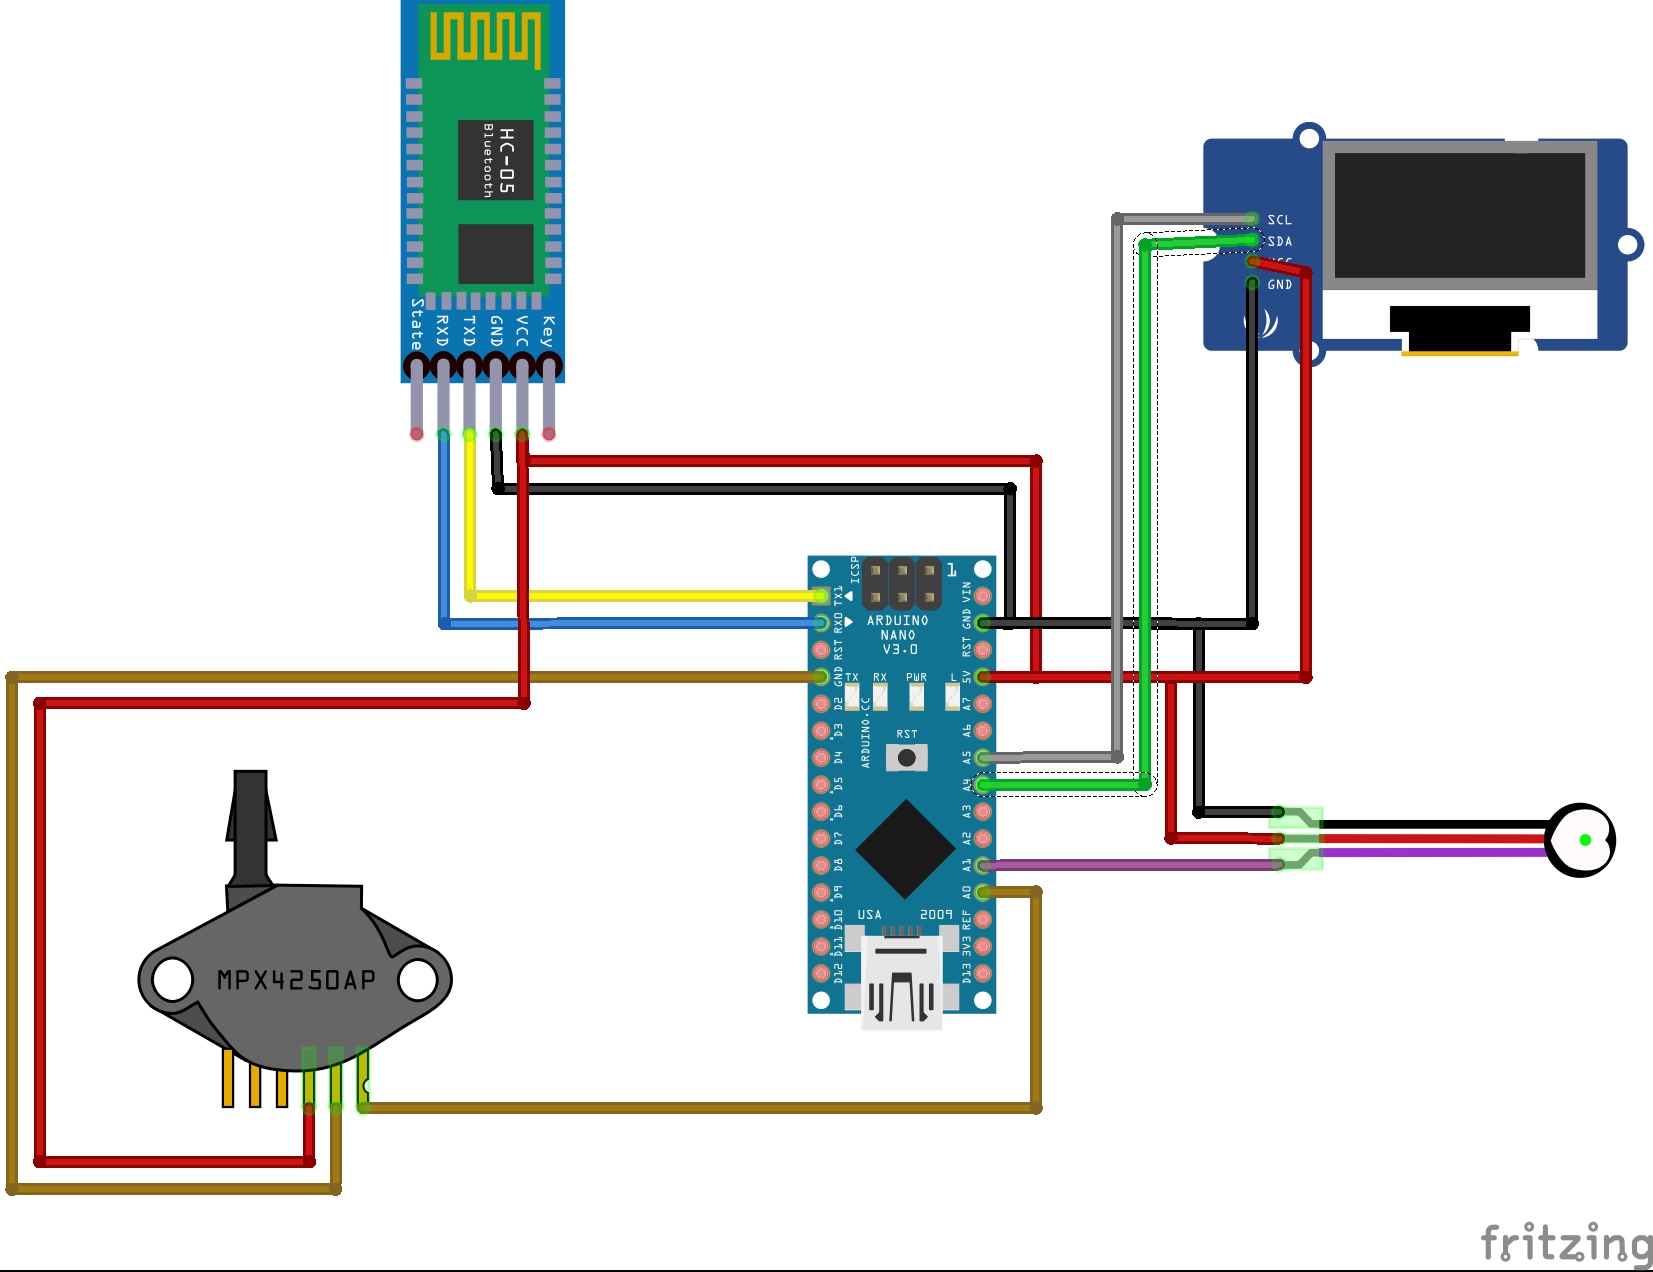 HC-05
Bluetooth
State
RXD
TXD
GND
VCC
Key
SCL
SDA
GND
ICSP
1
TX1
RX0
RST
GND
D2
D3
D4
D5
D6
D7
D8
D9
D10
D11
D12
VIN
GND
RST
5V
A7
A6
A5
A4
A3
A2
A1
A0
REF
3V3
D13
ARDUINO
NANO
V3.0
TX RX PWR L
ARDUINO.CC
RST
USA 2009
MPX4250AP
fritzing